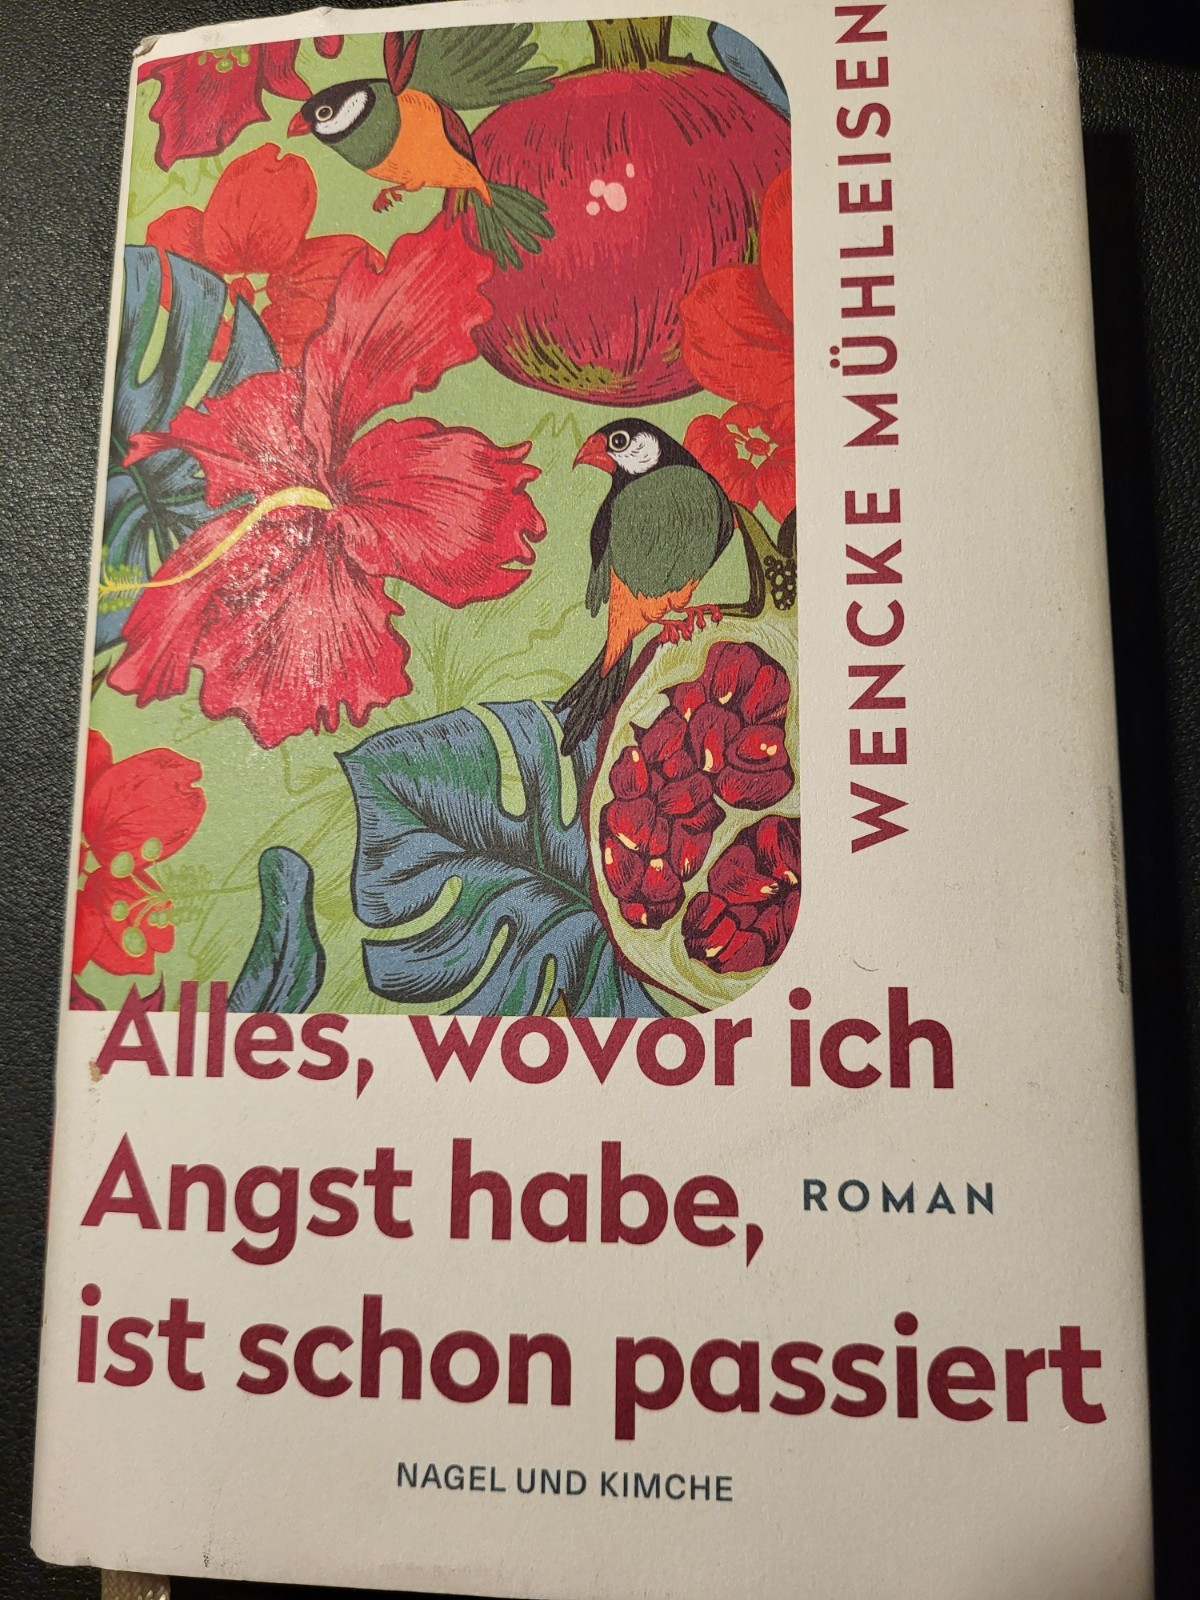 WENCKE MÜHLEISEN
Alles, wovor ich
Angst habe,
ROMAN
ist schon passiert
NAGEL UND KIMCHE